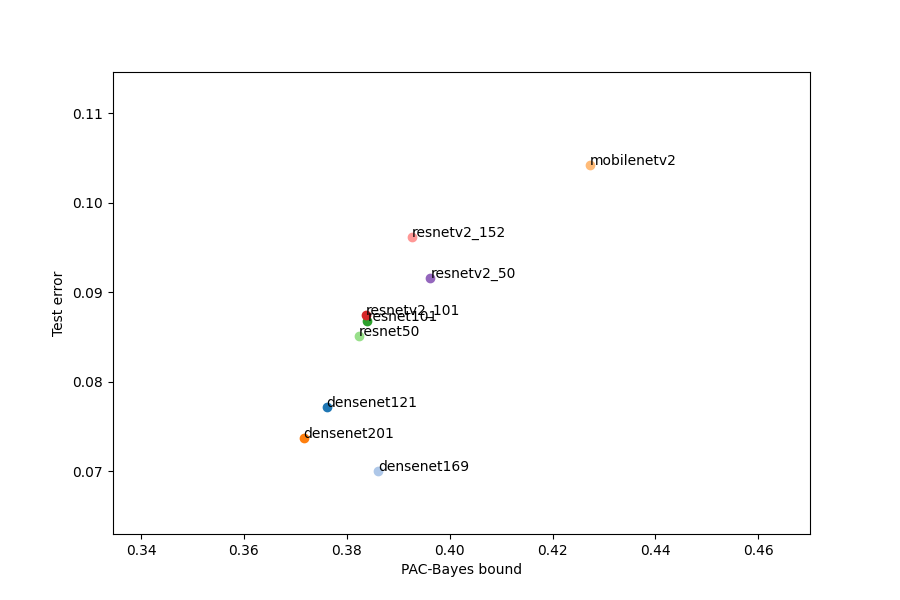 0.11
0.10
0.09
0.08
0.07
Test error
mobilenetv2
resnetv2_152
resnetv2_50
resnetv2_101
resnet101
resnet50
densenet121
densenet201
densenet169
0.34 0.36 0.38 0.40 0.42 0.44 0.46
PAC-Bayes bound